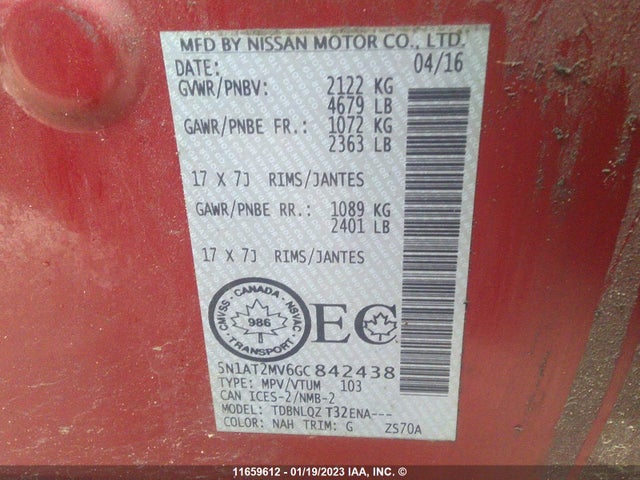 MFD BY NISSAN MOTOR CO., LTD.
DATE: 04/16
GVWR/PNBV: 2122 KG
4679 LB
GAWR/PNBE FR.: 1072 KG
2363 LB
17 X 7J RIMS/JANTES
GAWR/PNBE RR.: 1089 KG
2401 LB
17 X 7J RIMS/JANTES
CMVSS - CANADA - NSVAC
986
TRANSPORT
EC
5N1AT2MV6GC842438
TYPE: MPV/VTUM 103
CAN ICES-2/NMB-2
MODEL: TDBNLQZ T32ENA---
COLOR: NAH TRIM: G ZS70A
11659612 - 01/19/2023 IAA, INC. ©